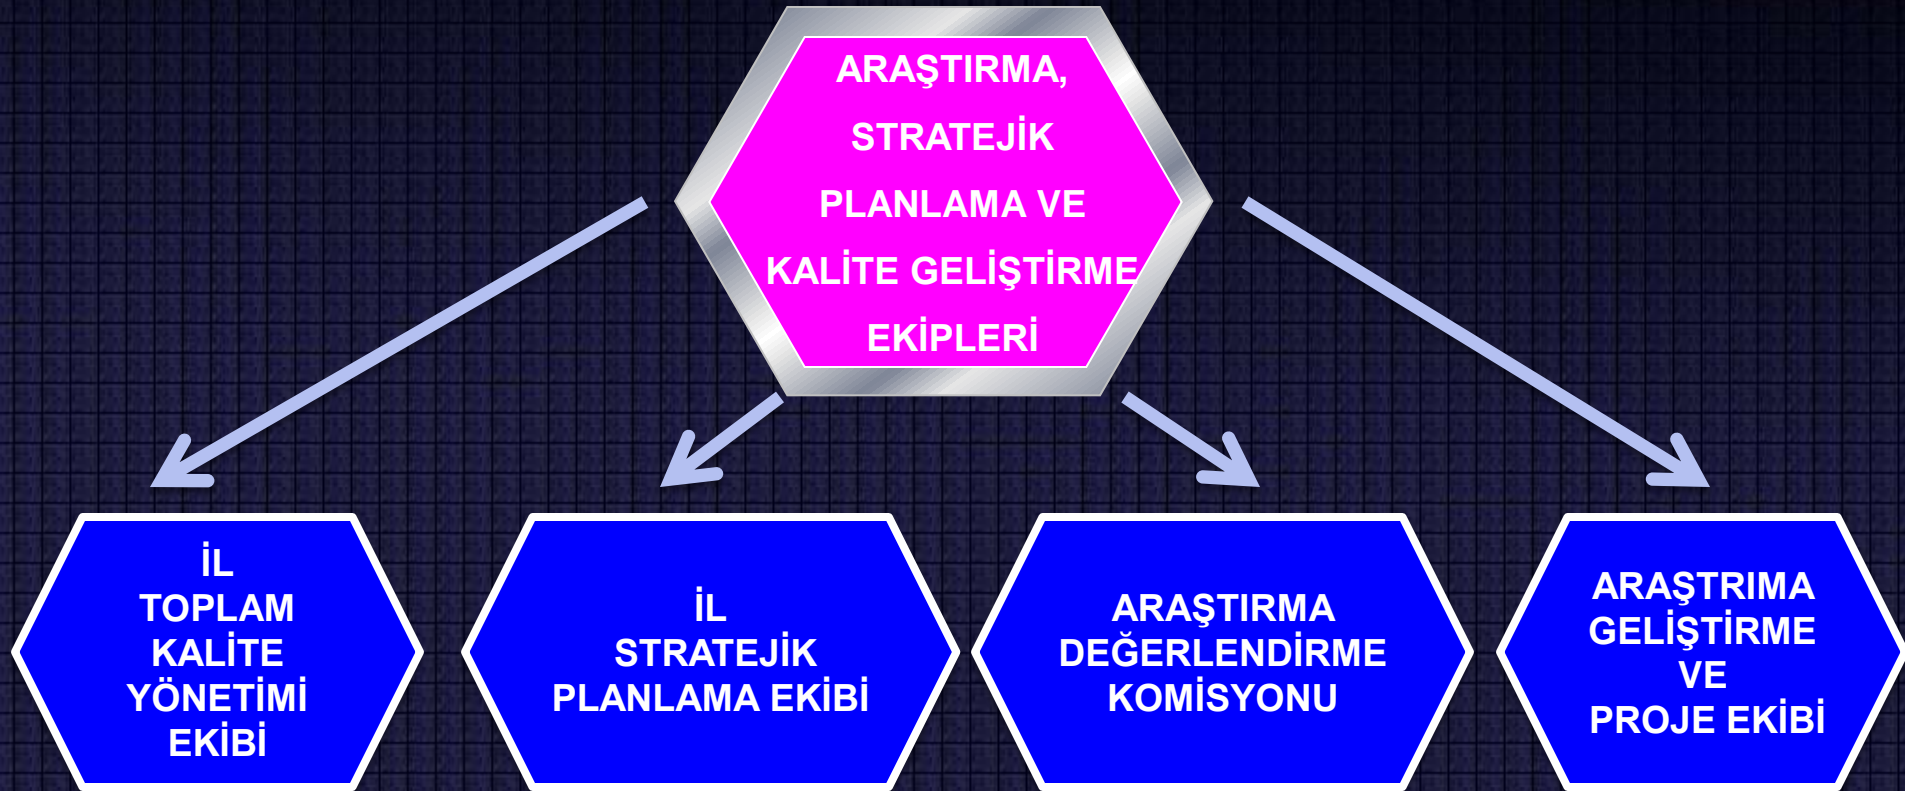 ARAŞTIRMA,
STRATEJİK
PLANLAMA VE
KALİTE GELİŞTİRME
EKİPLERİ
İL
TOPLAM
KALİTE
YÖNETİMİ
EKİBİ
İL
STRATEJİK
PLANLAMA EKİBİ
ARAŞTIRMA
DEĞERLENDİRME
KOMİSYONU
ARAŞTRIMA
GELİŞTİRME
VE
PROJE EKİBİ